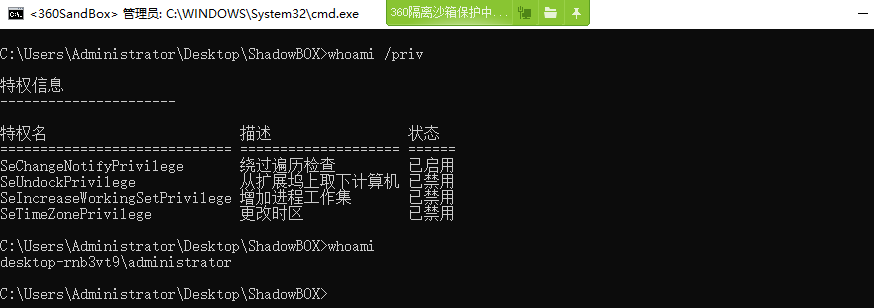 <360SandBox> 管理员: C:\WINDOWS\System32\cmd.exe
360隔离沙箱保护中...
C:\Users\Administrator\Desktop\ShadowBOX>whoami /priv
特权信息
----------------------
特权名 描述 状态
============================= ==================== ======
SeChangeNotifyPrivilege 绕过遍历检查 已启用
SeUndockPrivilege 从扩展坞上取下计算机 已禁用
SeIncreaseWorkingSetPrivilege 增加进程工作集 已禁用
SeTimeZonePrivilege 更改时区 已禁用
C:\Users\Administrator\Desktop\ShadowBOX>whoami
desktop-rnb3vt9\administrator
C:\Users\Administrator\Desktop\ShadowBOX>